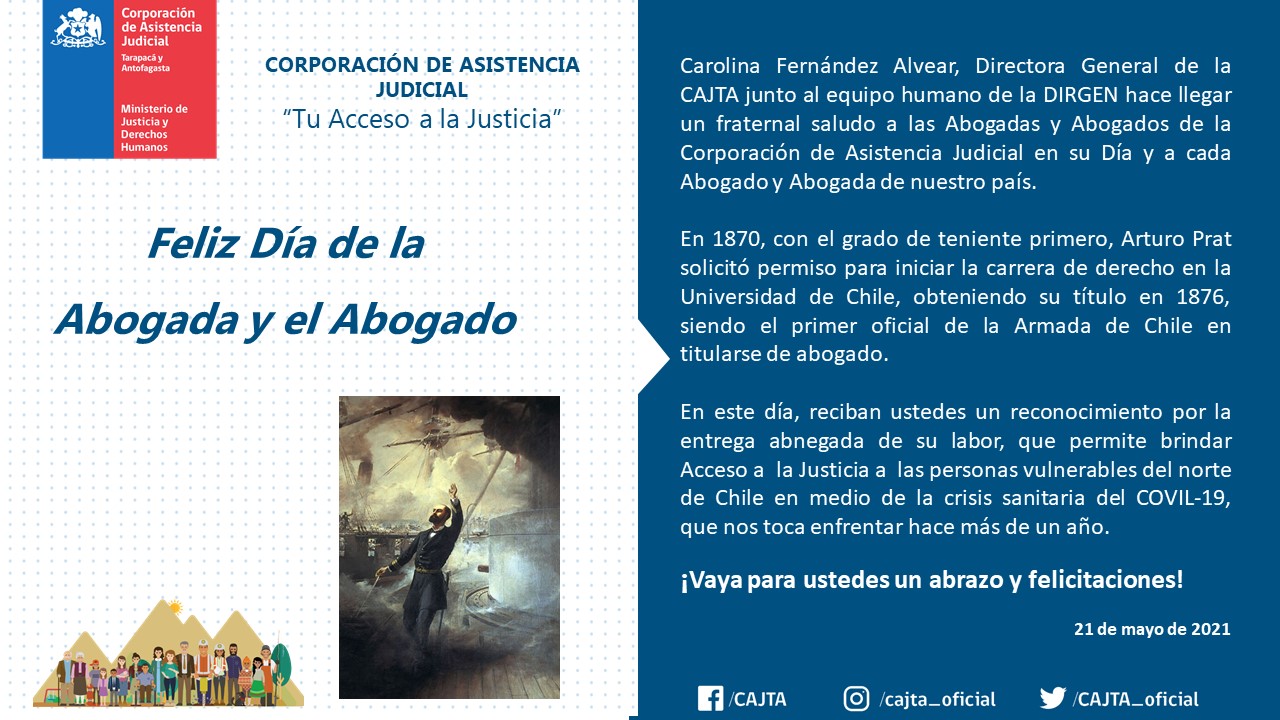 Corporación
de Asistencia
Judicial
Tarapacá y
Antofagasta
Ministerio de
Justicia y
Derechos
Humanos
CORPORACIÓN DE ASISTENCIA
JUDICIAL
“Tu Acceso a la Justicia”
Feliz Día de la
Abogada y el Abogado
Carolina Fernández Alvear, Directora General de la
CAJTA junto al equipo humano de la DIRGEN hace llegar
un fraternal saludo a las Abogadas y Abogados de la
Corporación de Asistencia Judicial en su Día y a cada
Abogado y Abogada de nuestro país.
En 1870, con el grado de teniente primero, Arturo Prat
solicitó permiso para iniciar la carrera de derecho en la
Universidad de Chile, obteniendo su título en 1876,
siendo el primer oficial de la Armada de Chile en
titularse de abogado.
En este día, reciban ustedes un reconocimiento por la
entrega abnegada de su labor, que permite brindar
Acceso a la Justicia a las personas vulnerables del norte
de Chile en medio de la crisis sanitaria del COVIL-19,
que nos toca enfrentar hace más de un año.
¡Vaya para ustedes un abrazo y felicitaciones!
21 de mayo de 2021
/CAJTA
/cajta_oficial
/CAJTA_oficial